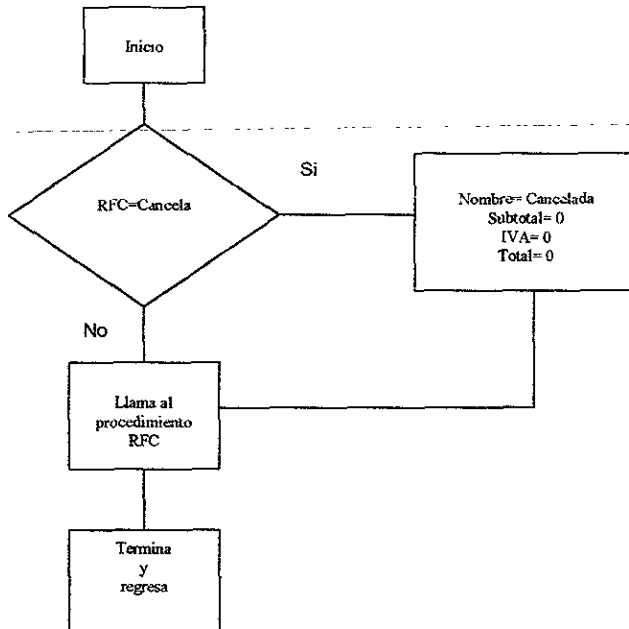 Inicio
RFC=Cancela
Si
Nombre= Cancelada
Subtotal= 0
IVA= 0
Total= 0
No
Llama al
procedimiento
RFC
Termina
y
regresa